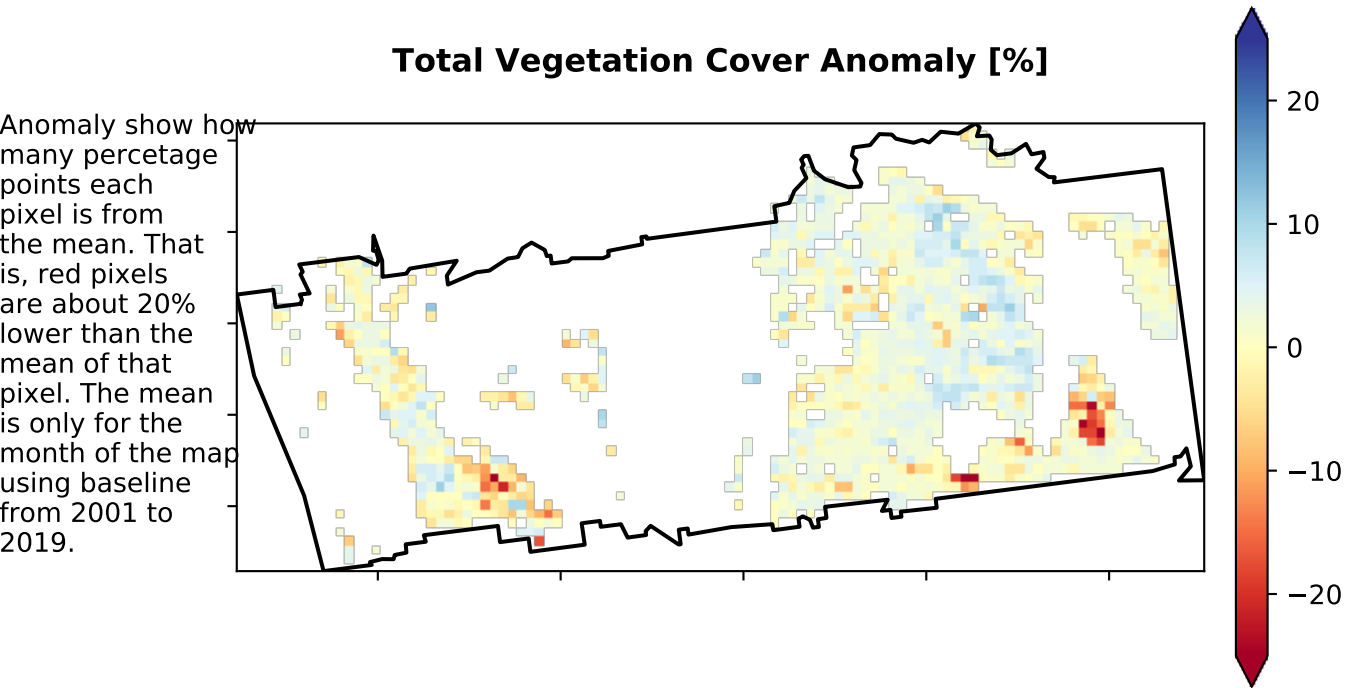 Total Vegetation Cover Anomaly [%]
Anomaly show how
many percetage
points each
pixel is from
the mean. That
is, red pixels
are about 20%
lower than the
mean of that
pixel. The mean
is only for the
month of the map
using baseline
from 2001 to
2019.
20
10
0
−10
−20